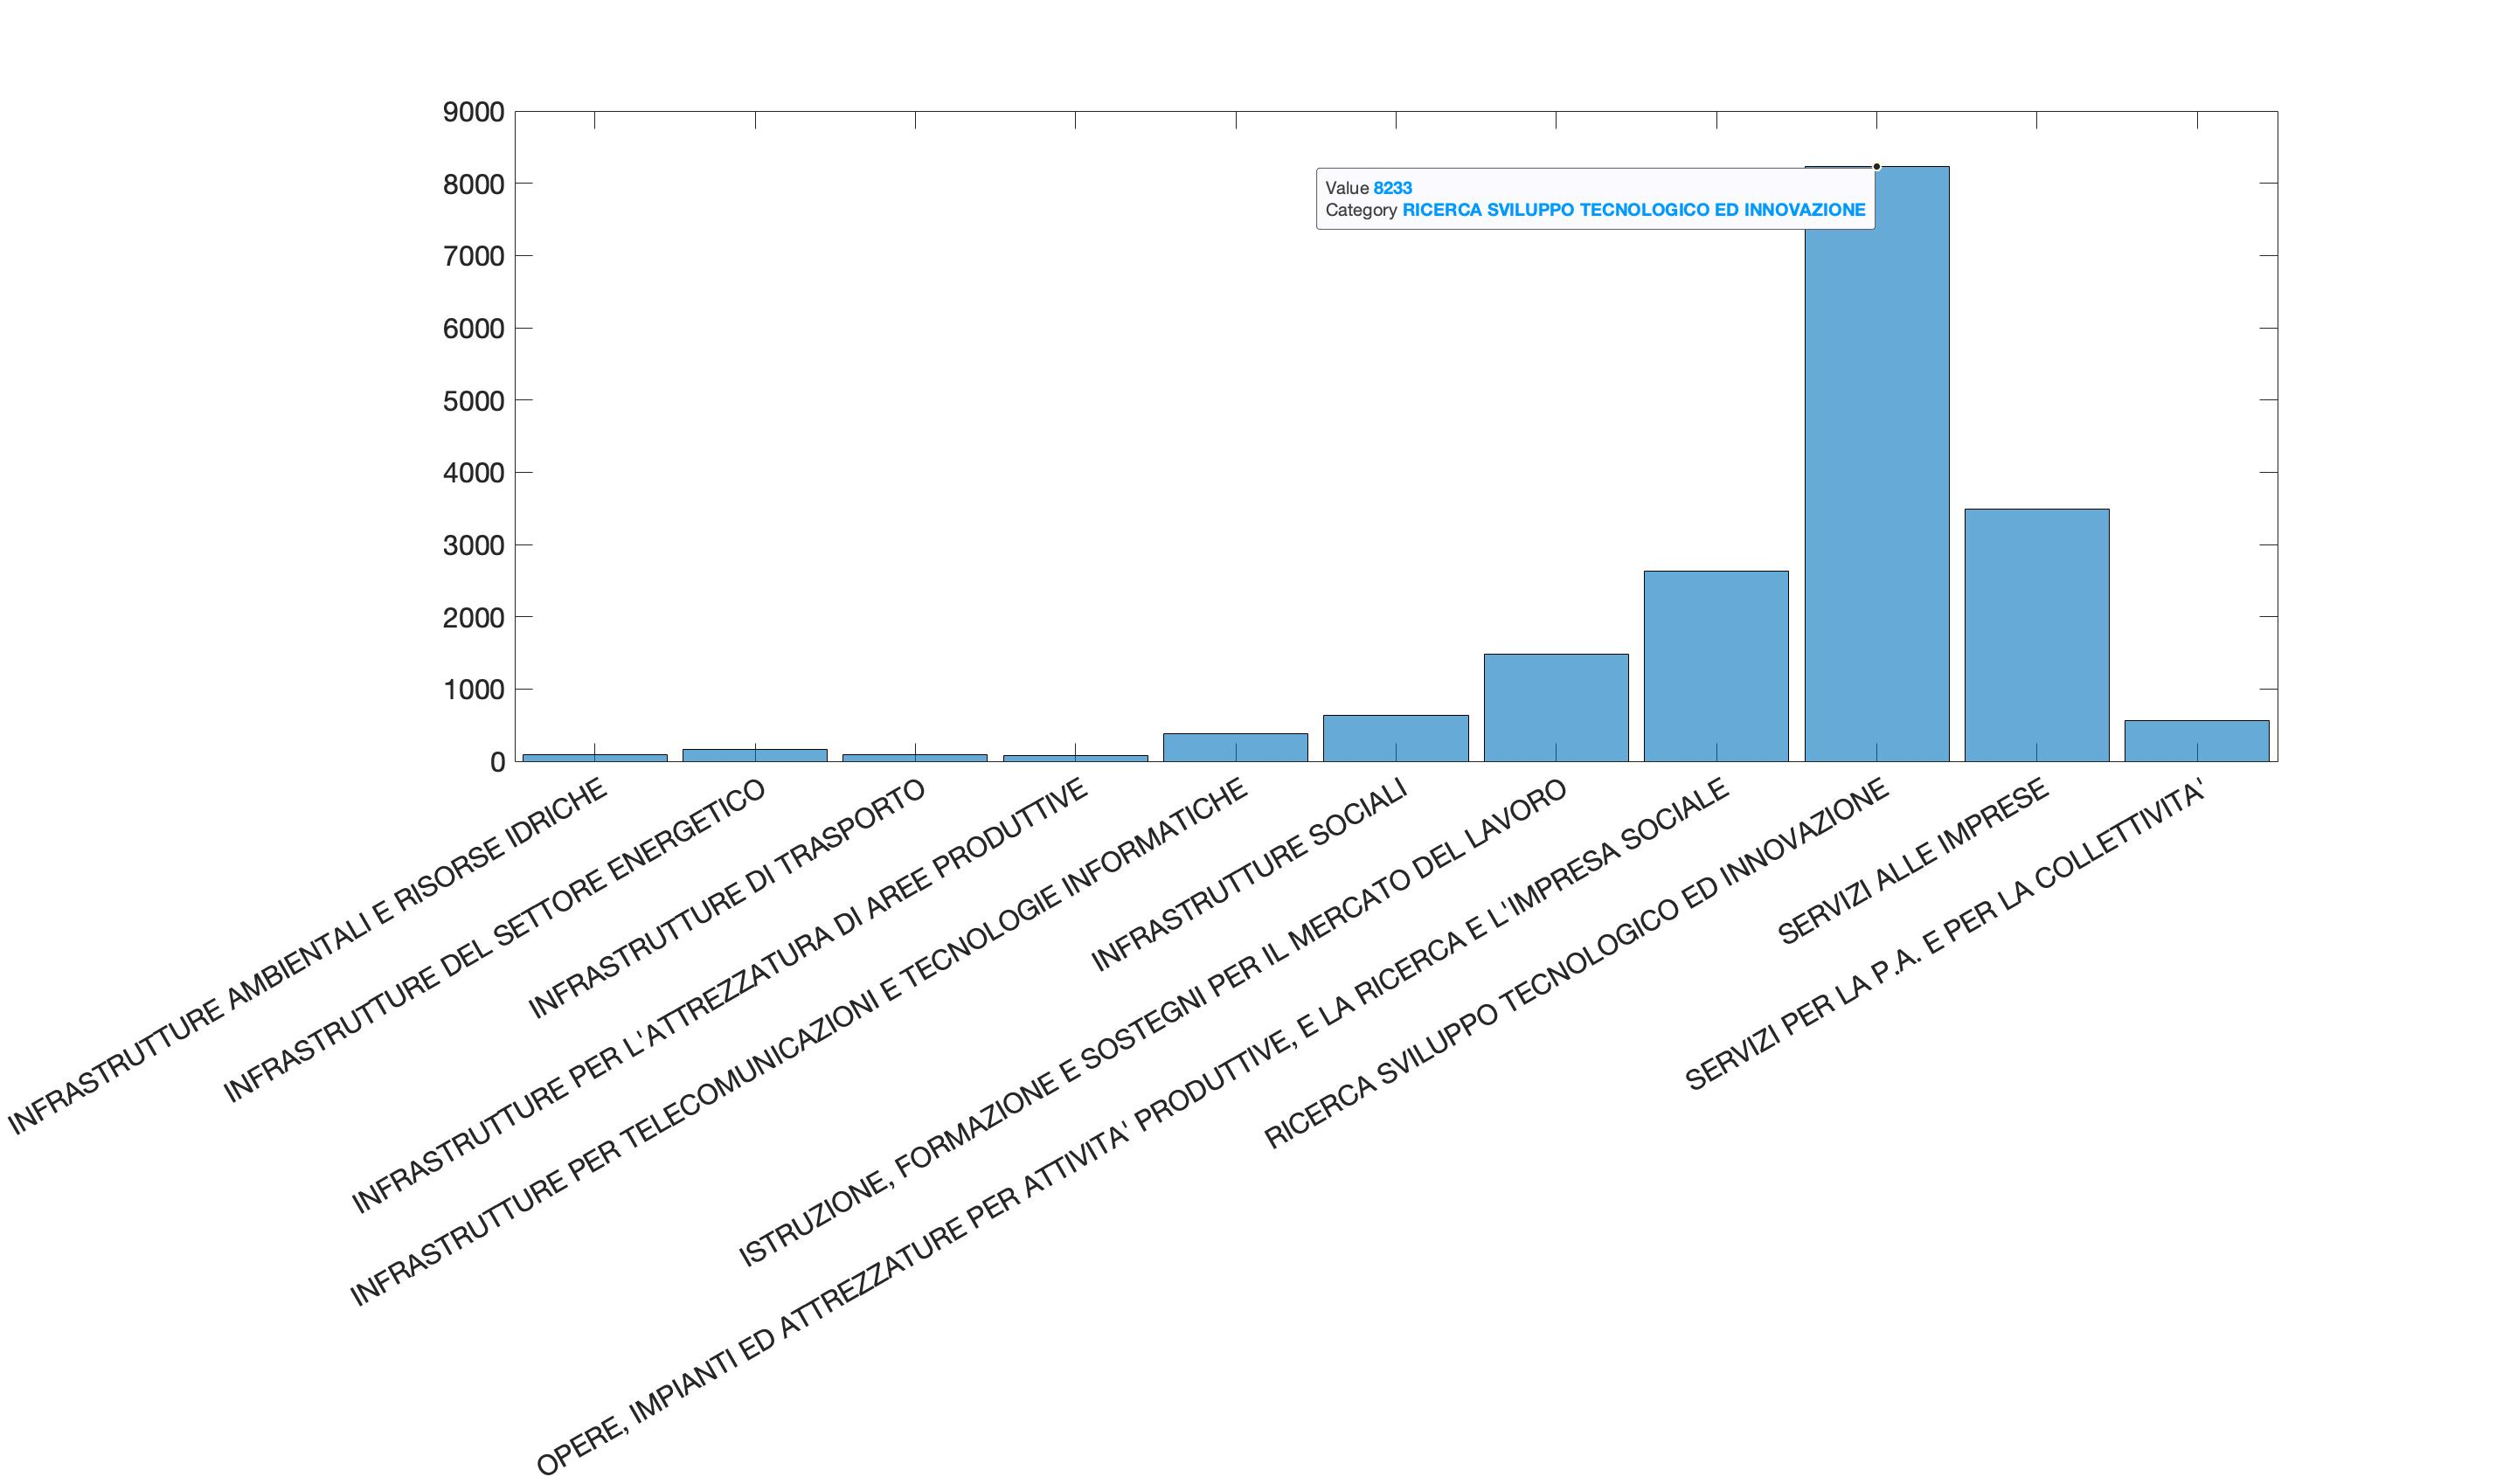 9000
8000
7000
6000
5000
4000
3000
2000
1000
0
Value 8233
Category RICERCA SVILUPPO TECNOLOGICO ED INNOVAZIONE
INFRASTRUTTURE AMBIENTALI E RISORSE IDRICHE
INFRASTRUTTURE DEL SETTORE ENERGETICO
INFRASTRUTTURE DI TRASPORTO
INFRASTRUTTURE PER L'ATTREZZATURA DI AREE PRODUTTIVE
INFRASTRUTTURE PER TELECOMUNICAZIONI E TECNOLOGIE INFORMATICHE
INFRASTRUTTURE SOCIALI
ISTRUZIONE, FORMAZIONE E SOSTEGNI PER IL MERCATO DEL LAVORO
OPERE, IMPIANTI ED ATTREZZATURE PER ATTIVITA' PRODUTTIVE, E LA RICERCA E L'IMPRESA SOCIALE
RICERCA SVILUPPO TECNOLOGICO ED INNOVAZIONE
SERVIZI ALLE IMPRESE
SERVIZI PER LA P.A. E PER LA COLLETTIVITA'